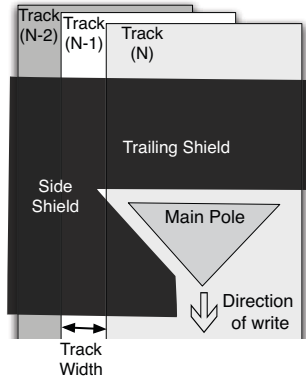 Track
(N-2)
Track
(N-1)
Track
(N)
Trailing Shield
Side
Shield
Main Pole
Direction
of write
Track
Width